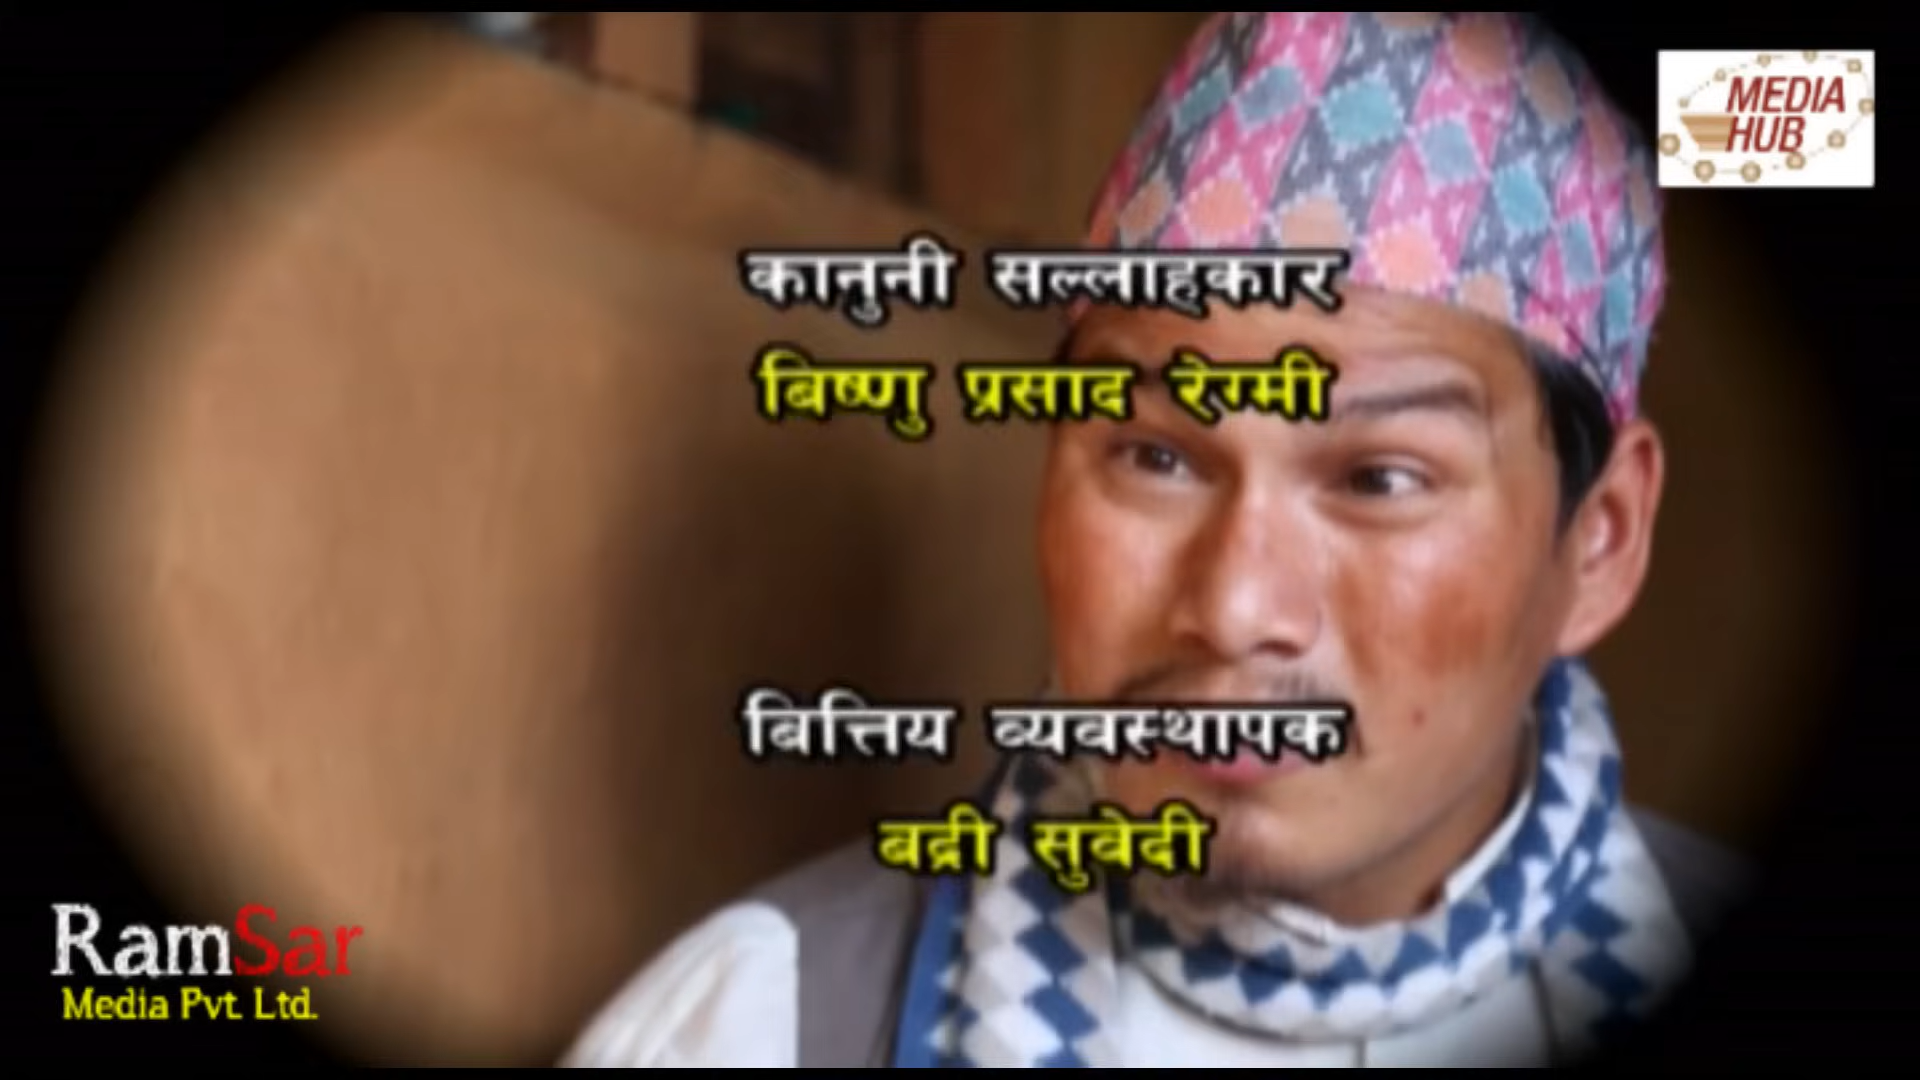 MEDIA
HUB
कानुनी सल्लाहकार
बिष्णु प्रसाद रेग्मी
बित्तिय व्यवस्थापक
बद्री सुवेदी
RamSar
Media Pvt. Ltd.